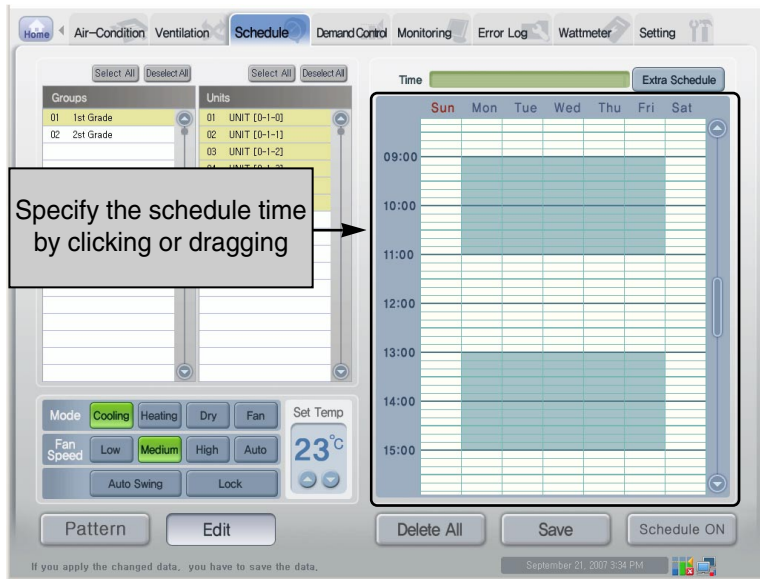 Home Air-Condition Ventilation Schedule Demand Control Monitoring Error Log Wattmeter Setting
Select All Deselect All Select All Deselect All
Time Extra Schedule
Groups Units
01 1st Grade
02 2st Grade
01 UNIT [0-1-0]
02 UNIT [0-1-1]
03 UNIT [0-1-2]
Specify the schedule time
by clicking or dragging
Sun Mon Tue Wed Thu Fri Sat
09:00
10:00
11:00
12:00
13:00
14:00
15:00
Mode Cooling Heating Dry Fan
Fan Speed Low Medium High Auto
Auto Swing Lock
Set Temp
23°C
Pattern Edit Delete All Save Schedule ON
If you apply the changed data, you have to save the data.
September 21, 2007 3:34 PM